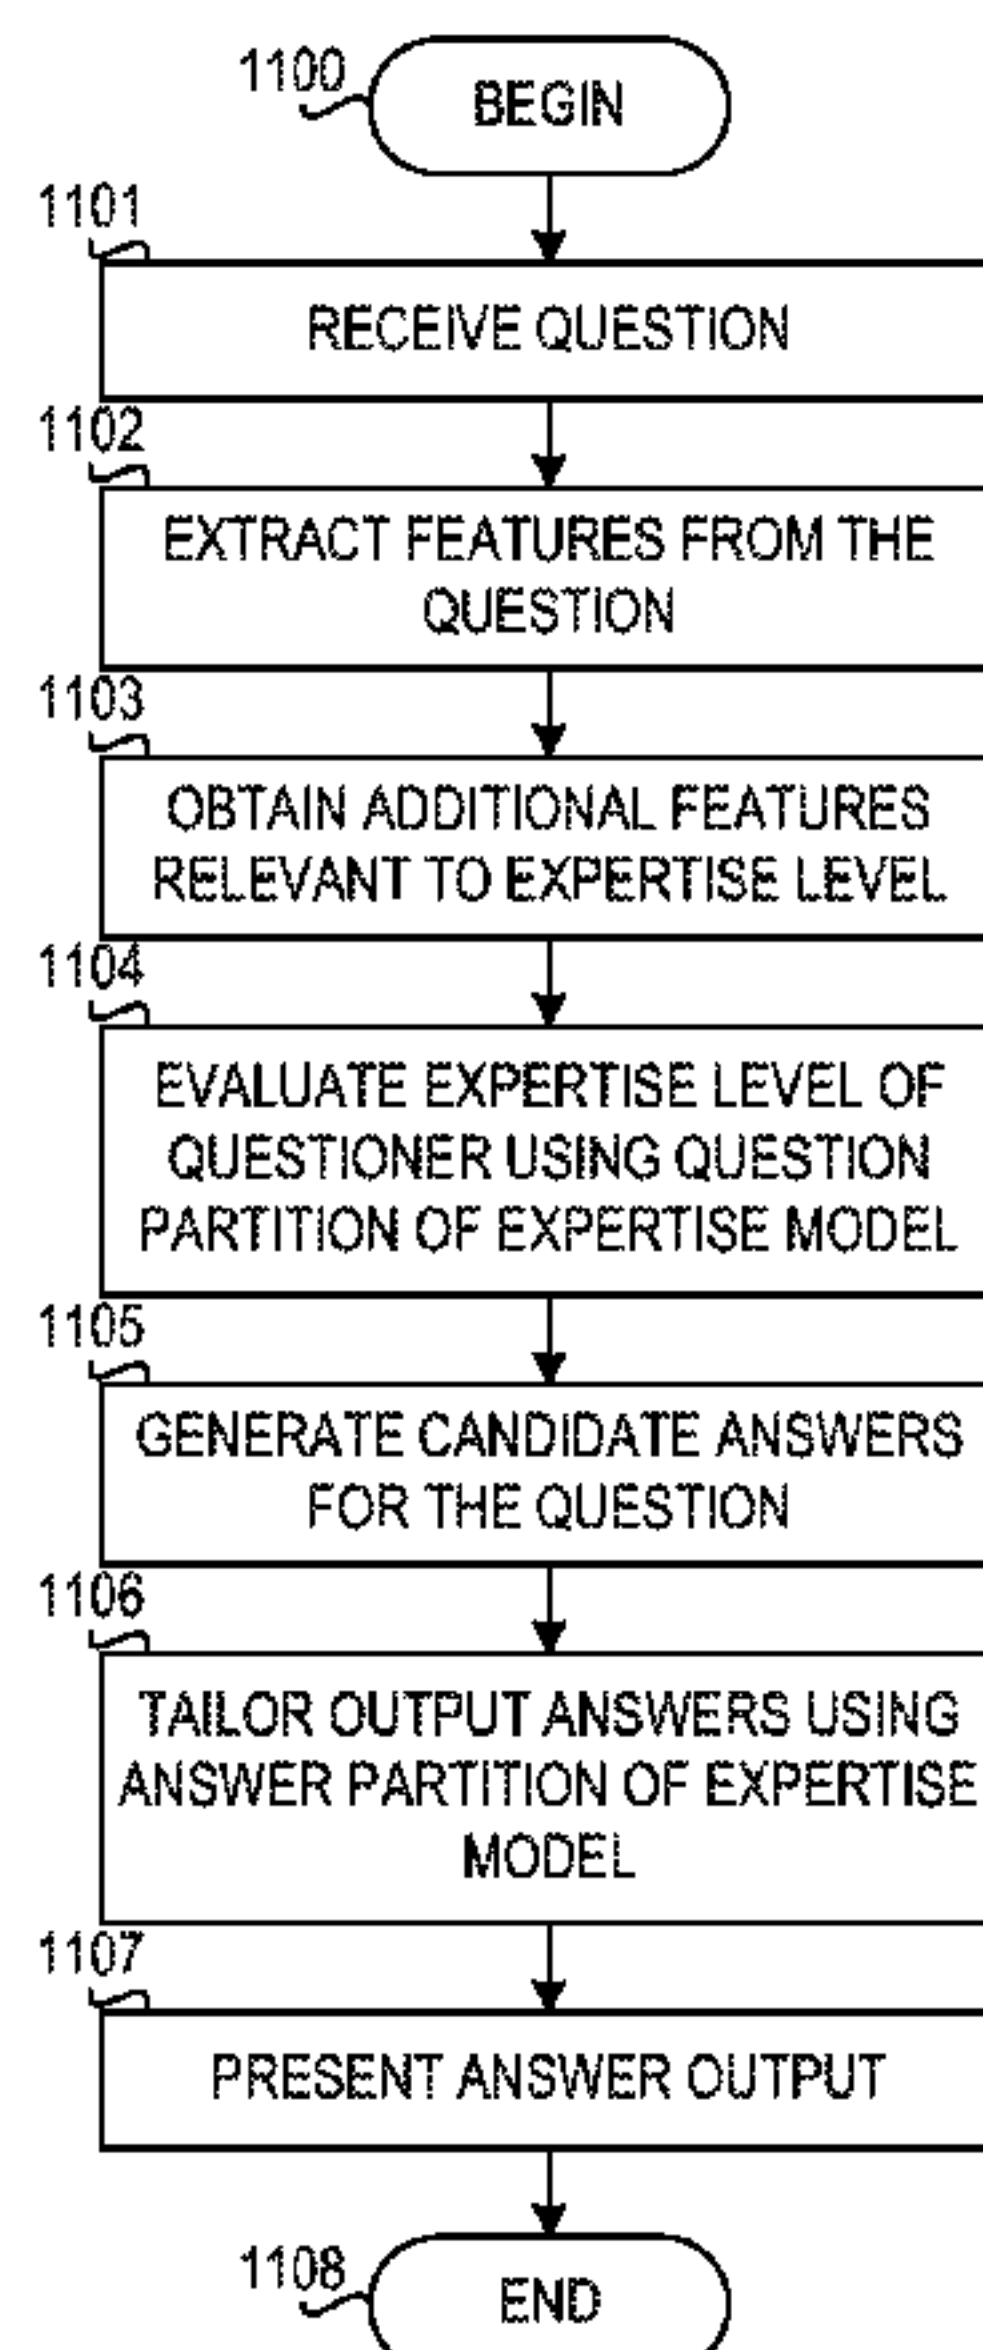 1100
BEGIN
1101
RECEIVE QUESTION
1102
EXTRACT FEATURES FROM THE
QUESTION
1103
OBTAIN ADDITIONAL FEATURES
RELEVANT TO EXPERTISE LEVEL
1104
EVALUATE EXPERTISE LEVEL OF
QUESTIONER USING QUESTION
PARTITION OF EXPERTISE MODEL
1105
GENERATE CANDIDATE ANSWERS
FOR THE QUESTION
1106
TAILOR OUTPUT ANSWERS USING
ANSWER PARTITION OF EXPERTISE
MODEL
1107
PRESENT ANSWER OUTPUT
1108
END